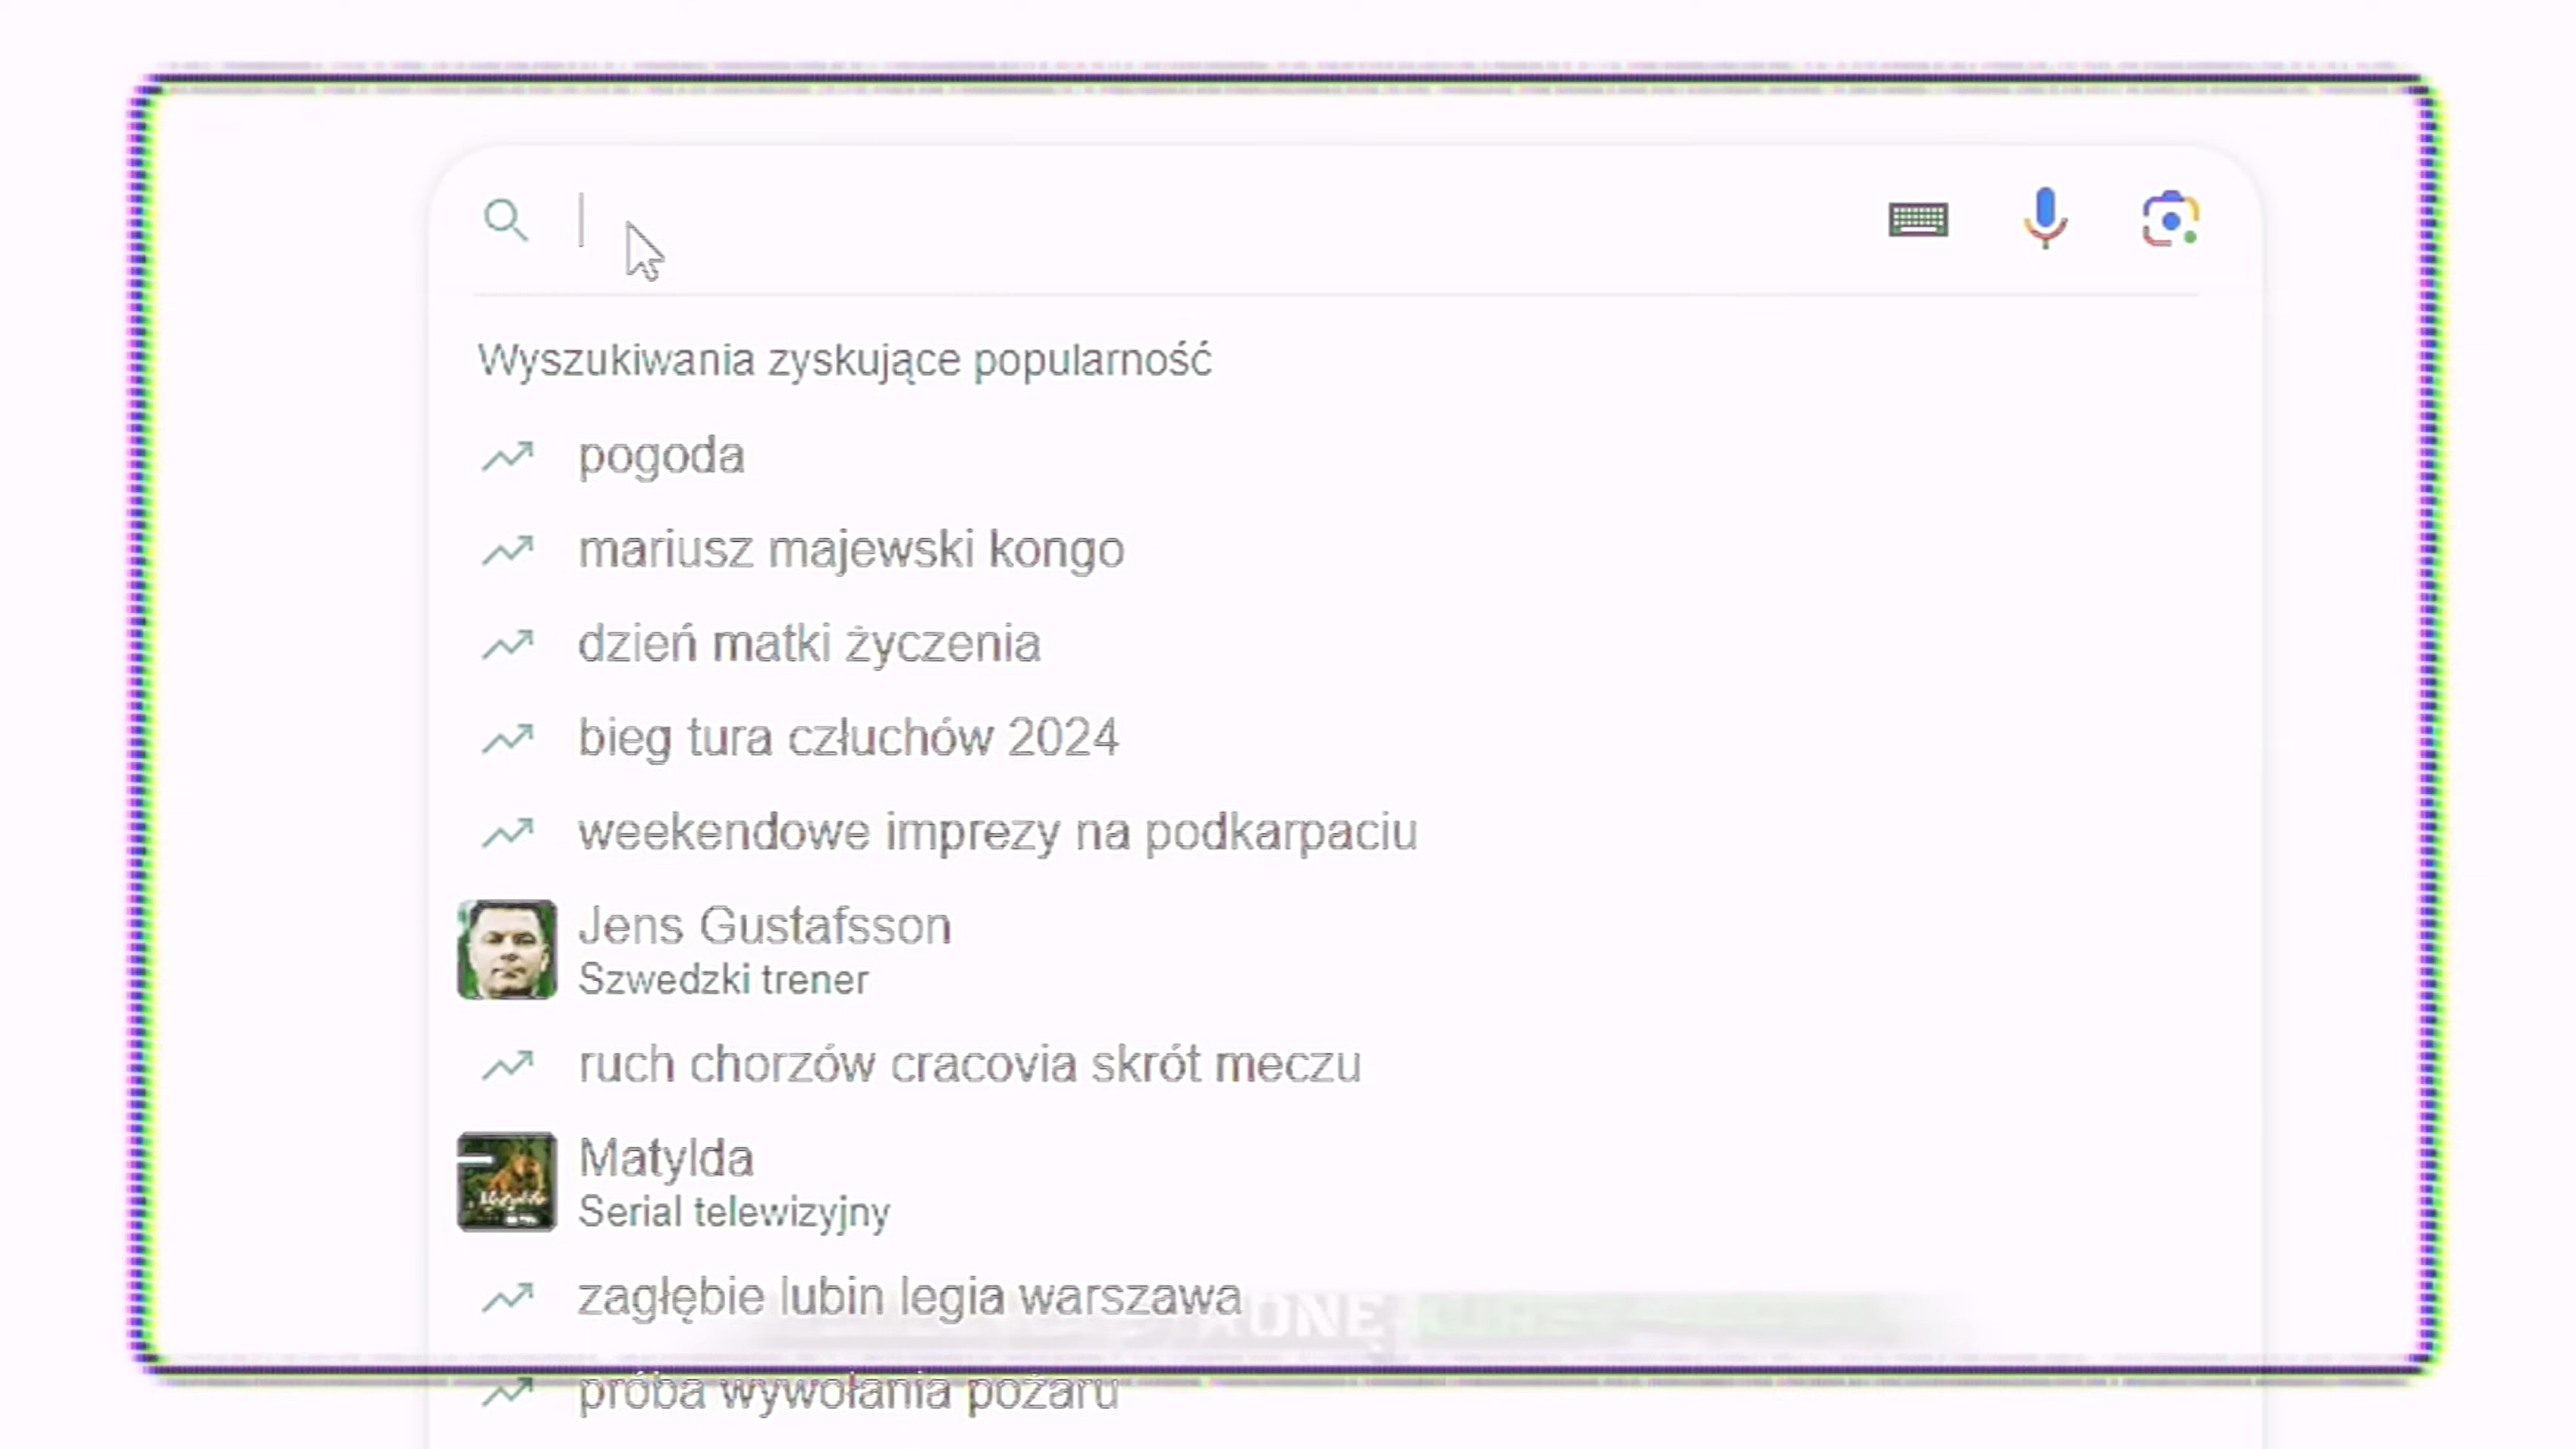 Wyszukiwania zyskujące popularność
pogoda
mariusz majewski kongo
dzień matki życzenia
bieg tura człuchów 2024
weekendowe imprezy na podkarpaciu
Jens Gustafsson
Szwedzki trener
ruch chorzów cracovia skrót meczu
Matylda
Serial telewizyjny
zagłębie lubin legia warszawa
próba wywołania pożaru